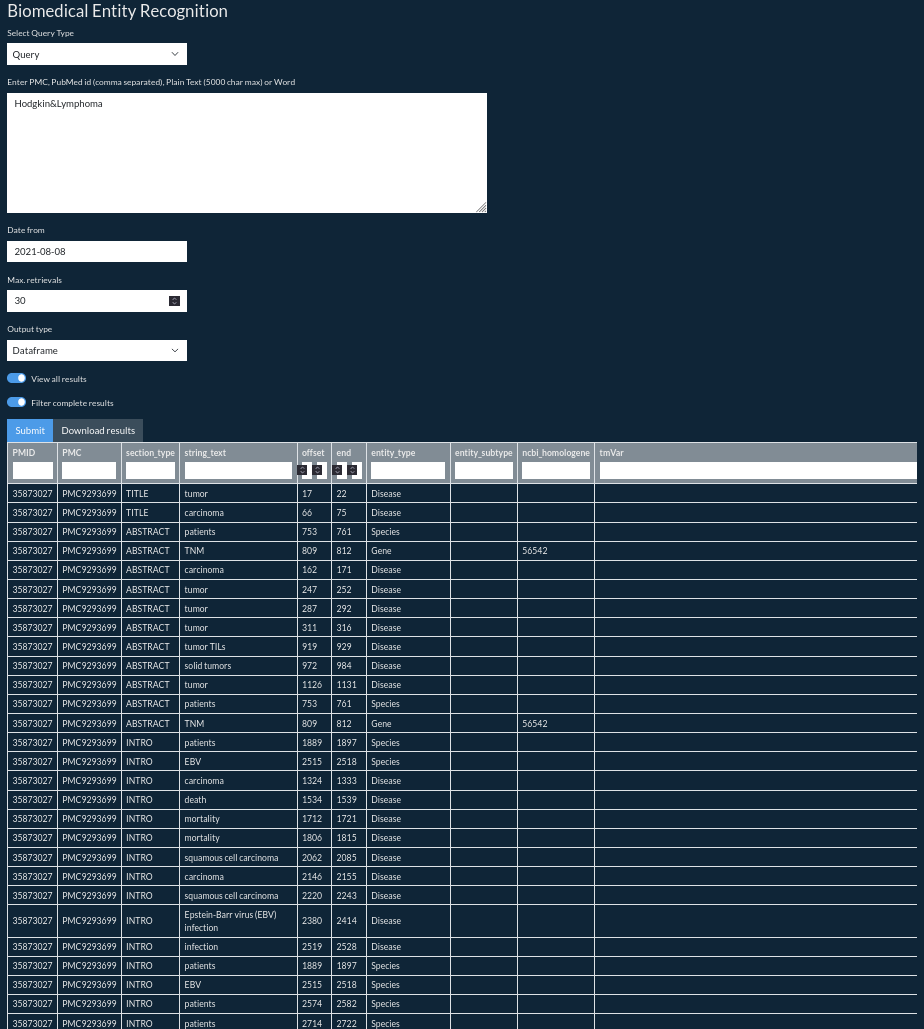 Biomedical Entity Recognition
Select Query Type
Query
Enter PMC, PubMed id (comma separated), Plain Text (5000 char max) or Word
Hodgkin&Lymphoma
Date from
2021-08-08
Max. retrievals
30
Output type
Dataframe
View all results
Filter complete results
Submit Download results
PMID PMC section_type string_text offset end entity_type entity_subtype ncbi_homologene tmVar
35873027 PMC9293699 TITLE tumor 17 22 Disease
35873027 PMC9293699 TITLE carcinoma 66 75 Disease
35873027 PMC9293699 ABSTRACT patients 753 761 Species
35873027 PMC9293699 ABSTRACT TNM 809 812 Gene 56542
35873027 PMC9293699 ABSTRACT carcinoma 162 171 Disease
35873027 PMC9293699 ABSTRACT tumor 247 252 Disease
35873027 PMC9293699 ABSTRACT tumor 287 292 Disease
35873027 PMC9293699 ABSTRACT tumor 311 316 Disease
35873027 PMC9293699 ABSTRACT tumor TILs 919 929 Disease
35873027 PMC9293699 ABSTRACT solid tumors 972 984 Disease
35873027 PMC9293699 ABSTRACT tumor 1126 1131 Disease
35873027 PMC9293699 ABSTRACT patients 753 761 Species
35873027 PMC9293699 ABSTRACT TNM 809 812 Gene 56542
35873027 PMC9293699 INTRO patients 1889 1897 Species
35873027 PMC9293699 INTRO EBV 2515 2518 Species
35873027 PMC9293699 INTRO carcinoma 1324 1333 Disease
35873027 PMC9293699 INTRO death 1534 1539 Disease
35873027 PMC9293699 INTRO mortality 1712 1721 Disease
35873027 PMC9293699 INTRO mortality 1806 1815 Disease
35873027 PMC9293699 INTRO squamous cell carcinoma 2062 2085 Disease
35873027 PMC9293699 INTRO carcinoma 2146 2155 Disease
35873027 PMC9293699 INTRO squamous cell carcinoma 2220 2243 Disease
35873027 PMC9293699 INTRO Epstein-Barr virus (EBV) 2380 2414 Disease
infection
35873027 PMC9293699 INTRO infection 2519 2528 Disease
35873027 PMC9293699 INTRO patients 1889 1897 Species
35873027 PMC9293699 INTRO EBV 2515 2518 Species
35873027 PMC9293699 INTRO patients 2574 2582 Species
35873027 PMC9293699 INTRO patients 2714 2722 Species